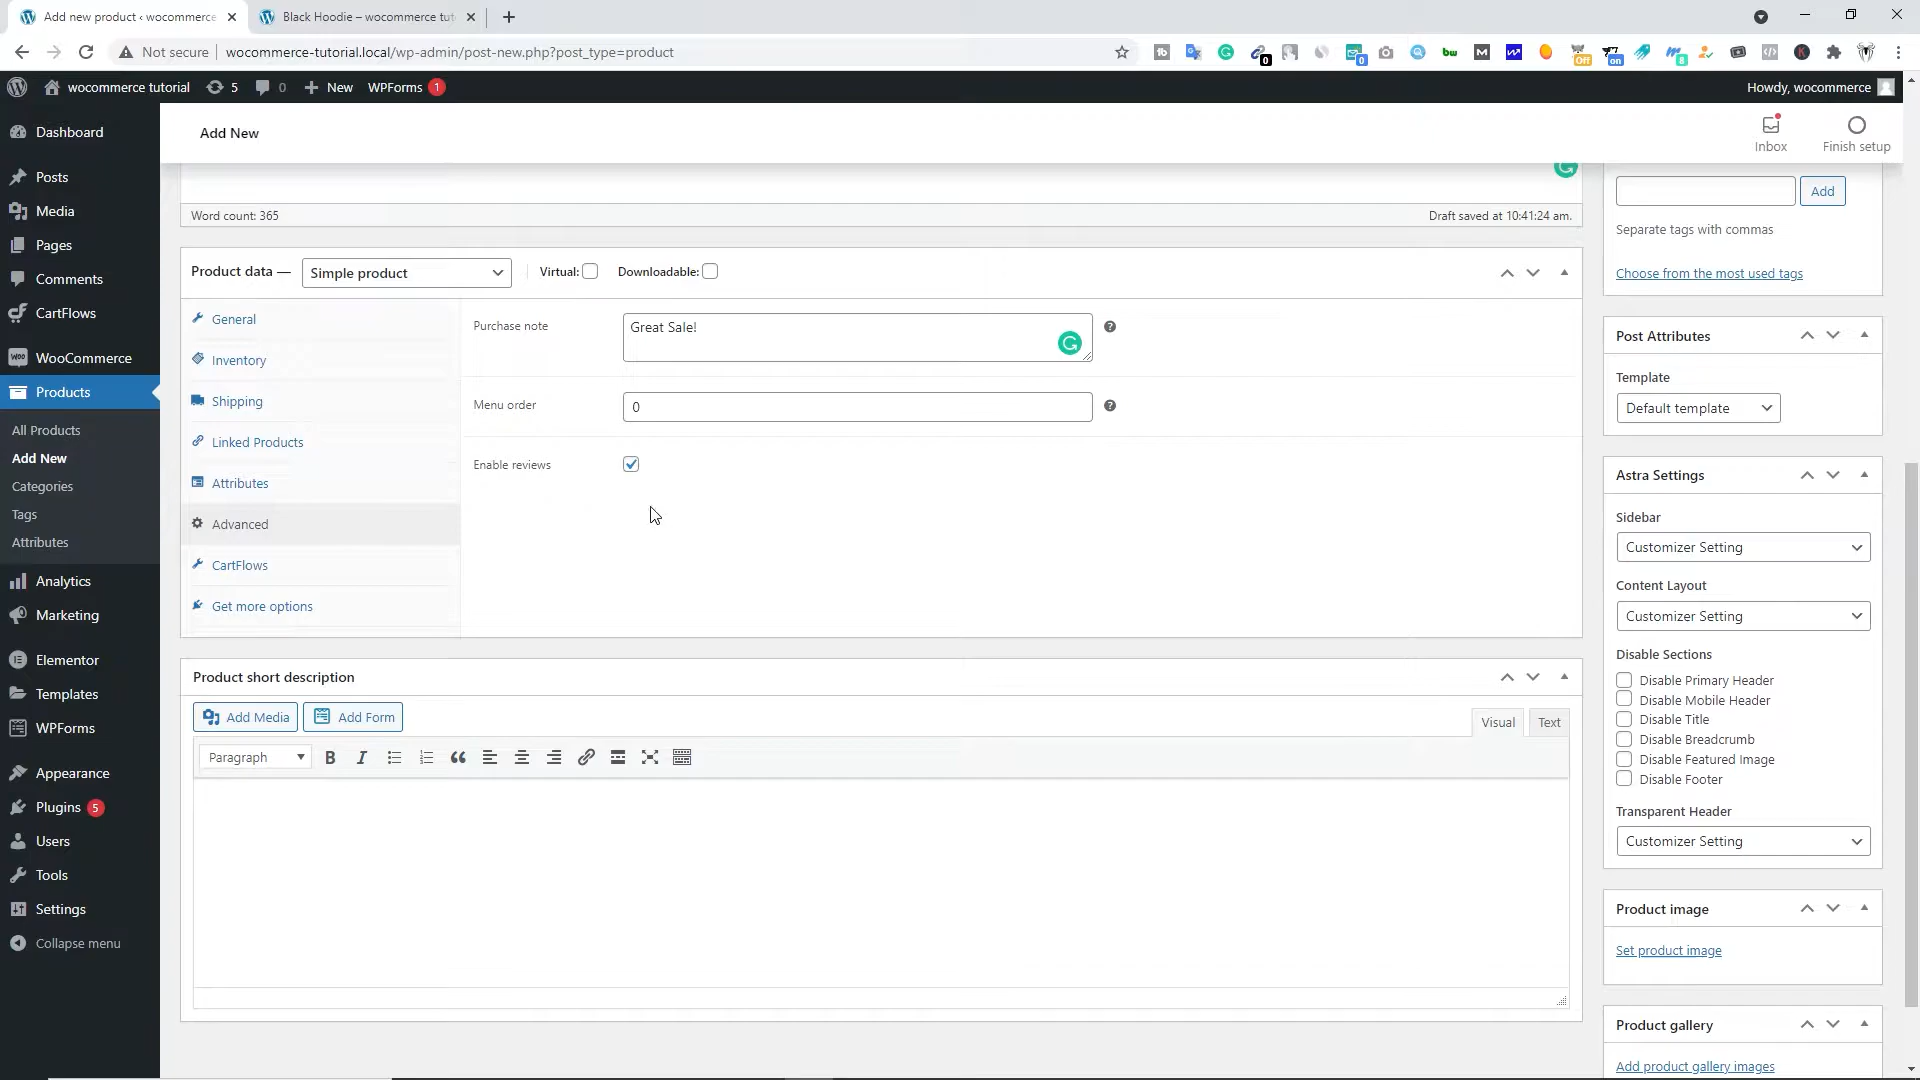 Add new product ‹ wocommerce
Black Hoodie – wocommerce tut
Not secure
wocommerce-tutorial.local/wp-admin/post-new.php?post_type=product
wocommerce tutorial
5
0
New
WPForms
1
Howdy, wocommerce
Add New
Inbox
Finish setup
Dashboard
Posts
Media
Pages
Comments
CartFlows
WooCommerce
Products
All Products
Add New
Categories
Tags
Attributes
Analytics
Marketing
Elementor
Templates
WPForms
Appearance
Plugins
5
Users
Tools
Settings
Collapse menu
Word count: 365
Draft saved at 10:41:24 am.
Product data —
Simple product
Virtual:
Downloadable:
General
Inventory
Shipping
Linked Products
Attributes
Advanced
CartFlows
Get more options
Purchase note
Great Sale!
Menu order
0
Enable reviews
Product short description
Add Media
Add Form
Visual
Text
Paragraph
B
I
Add
Separate tags with commas
Choose from the most used tags
Post Attributes
Template
Default template
Astra Settings
Sidebar
Customizer Setting
Content Layout
Customizer Setting
Disable Sections
Disable Primary Header
Disable Mobile Header
Disable Title
Disable Breadcrumb
Disable Featured Image
Disable Footer
Transparent Header
Customizer Setting
Product image
Set product image
Product gallery
Add product gallery images